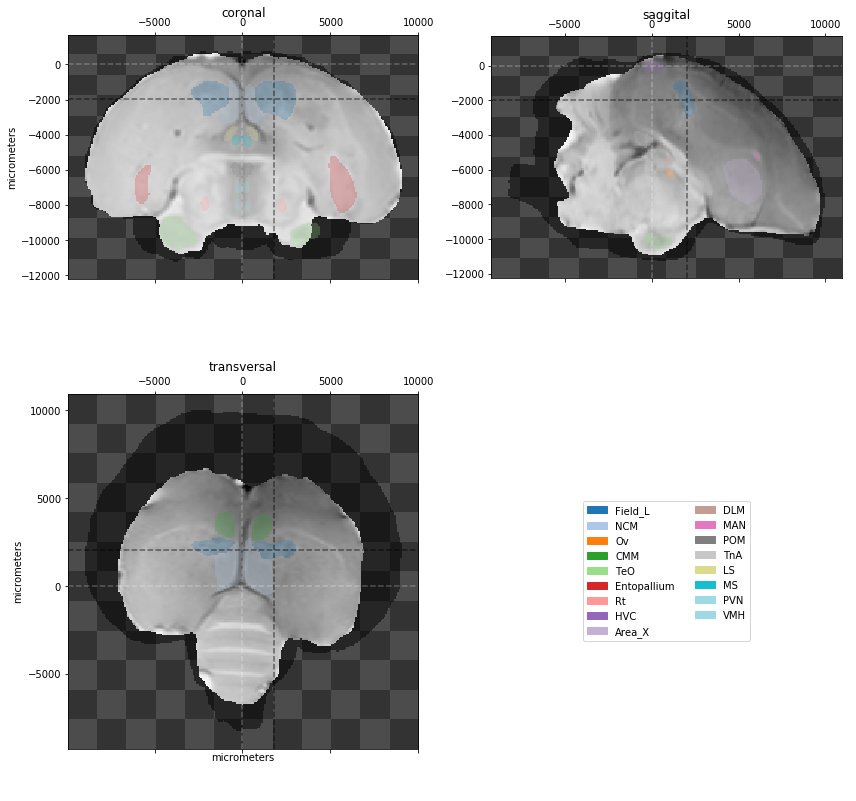 coronal
−5000 0 5000 10000
0
−2000
−4000
−6000
−8000
−10000
−12000
micrometers
saggital
−5000 0 5000 10000
0
−2000
−4000
−6000
−8000
−10000
−12000
transversal
−5000 0 5000 10000
10000
5000
0
−5000
micrometers
micrometers
Field_L
NCM
Ov
CMM
TeO
Entopallium
Rt
HVC
Area_X
DLM
MAN
POM
TnA
LS
MS
PVN
VMH